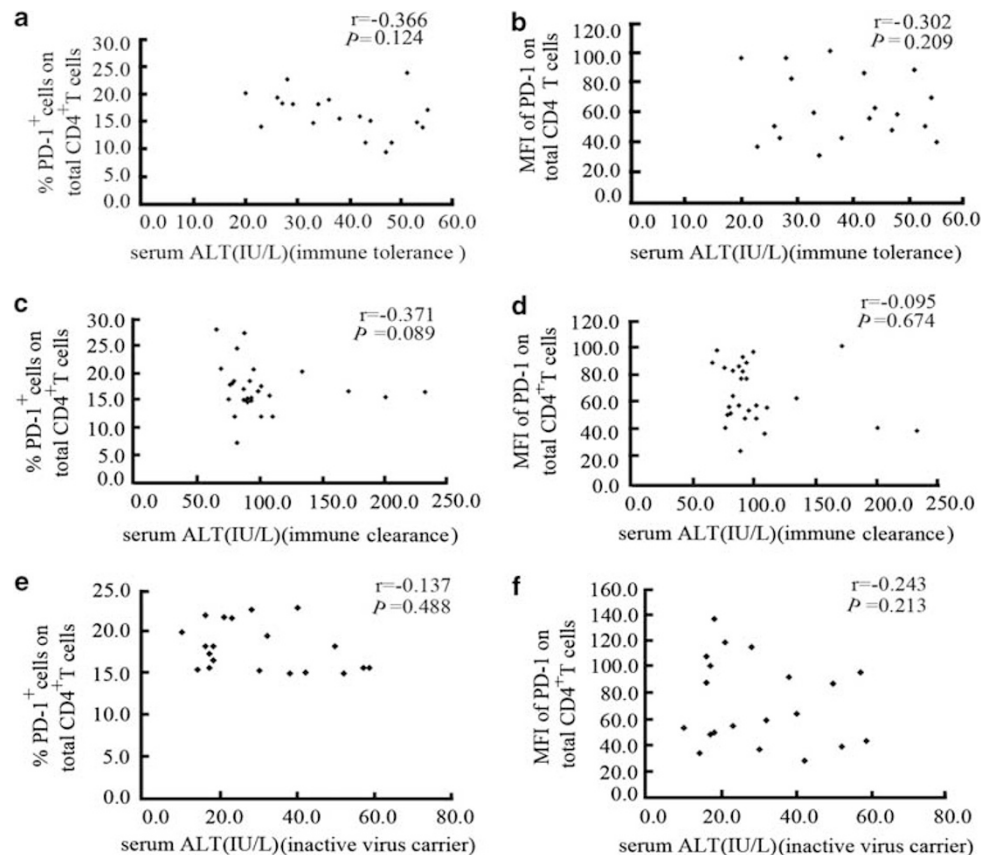 a
r=-0.366
P=0.124
% PD-1+cells on
total CD4+T cells
30.0
25.0
20.0
15.0
10.0
5.0
0.0
0.0 10.0 20.0 30.0 40.0 50.0 60.0
serum ALT(IU/L)(immune tolerance )
b
r=-0.302
P=0.209
MFI of PD-1 on
total CD4 T cells
120.0
100.0
80.0
60.0
40.0
20.0
0.0
0.0 10.0 20.0 30.0 40.0 50.0 60.0
serum ALT(IU/L)(immune tolerance)
c
r=-0.371
P =0.089
% PD-1+cells on
total CD4+T cells
30.0
25.0
20.0
15.0
10.0
5.0
0.0
0.0 50.0 100.0 150.0 200.0 250.0
serum ALT(IU/L)(immune clearance)
d
r=-0.095
P =0.674
MFI of PD-1 on
total CD4+T cells
120.0
100.0
80.0
60.0
40.0
20.0
0.0
0.0 50.0 100.0 150.0 200.0 250.0
serum ALT(IU/L)(immune clearance)
e
r=-0.137
P=0.488
% PD-1+cells on
total CD4+T cells
25.0
20.0
15.0
10.0
5.0
0.0
0.0 20.0 40.0 60.0 80.0
serum ALT(IU/L)(inactive virus carrier)
f
r=-0.243
P=0.213
MFI of PD-1 on
total CD4+T cells
160.0
140.0
120.0
100.0
80.0
60.0
40.0
20.0
0.0
0.0 20.0 40.0 60.0 80.0
serum ALT(IU/L)(inactive virus carrier)